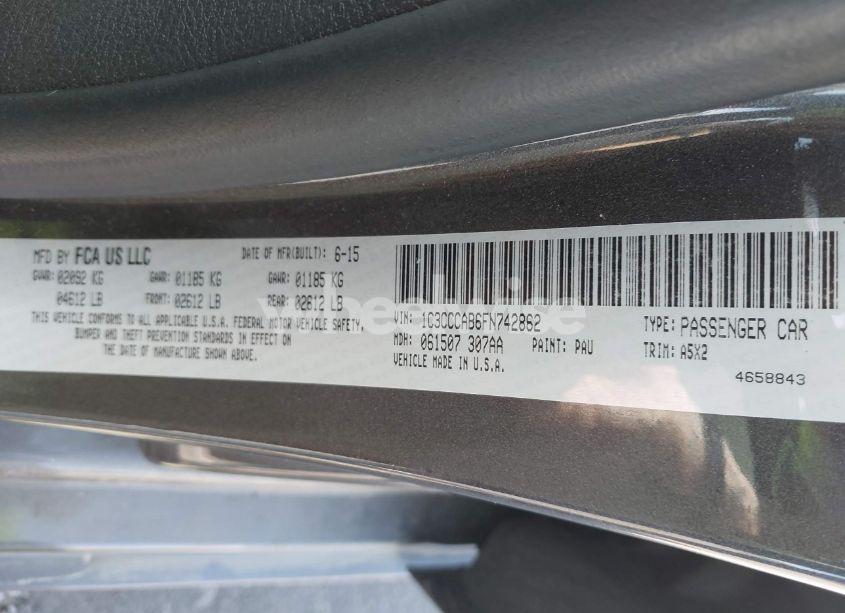 MFD BY FCA US LLC DATE OF MFR(BUILT): 6-15
GVWR: 02092 KG GAWR: 01185 KG GAWR: 01185 KG
04612 LB FRONT: 02612 LB REAR: 02612 LB
THIS VEHICLE CONFORMS TO ALL APPLICABLE U.S.A. FEDERAL MOTOR VEHICLE SAFETY,
BUMPER AND THEFT PREVENTION STANDARDS IN EFFECT ON
THE DATE OF MANUFACTURE SHOWN ABOVE.
VIN: 1C3CCCAB6FN742862 TYPE: PASSENGER CAR
MDH: 061507 307AA PAINT: PAU TRIM: A5X2
VEHICLE MADE IN U.S.A.
4658843
wheelwise